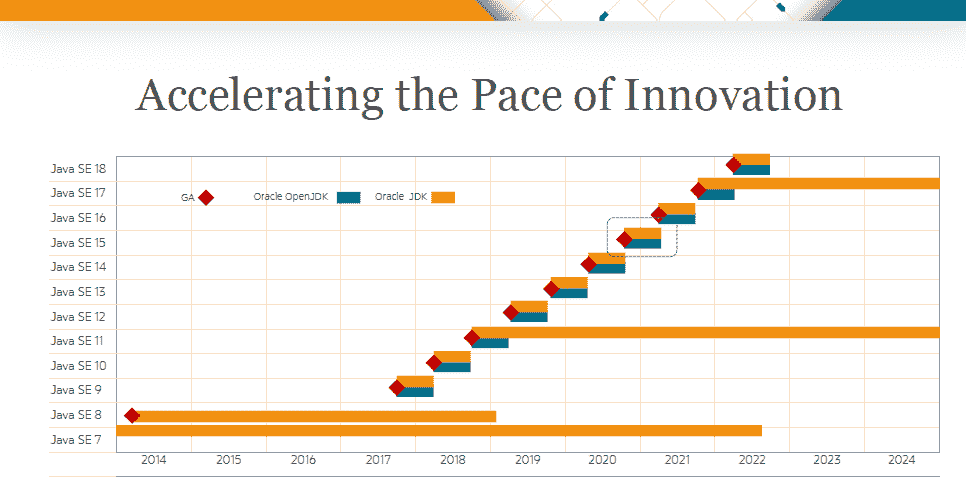 Accelerating the Pace of Innovation
Java SE 18
Java SE 17
GA Oracle OpenJDK Oracle JDK
Java SE 16
Java SE 15
Java SE 14
Java SE 13
Java SE 12
Java SE 11
Java SE 10
Java SE 9
Java SE 8
Java SE 7
2014 2015 2016 2017 2018 2019 2020 2021 2022 2023 2024